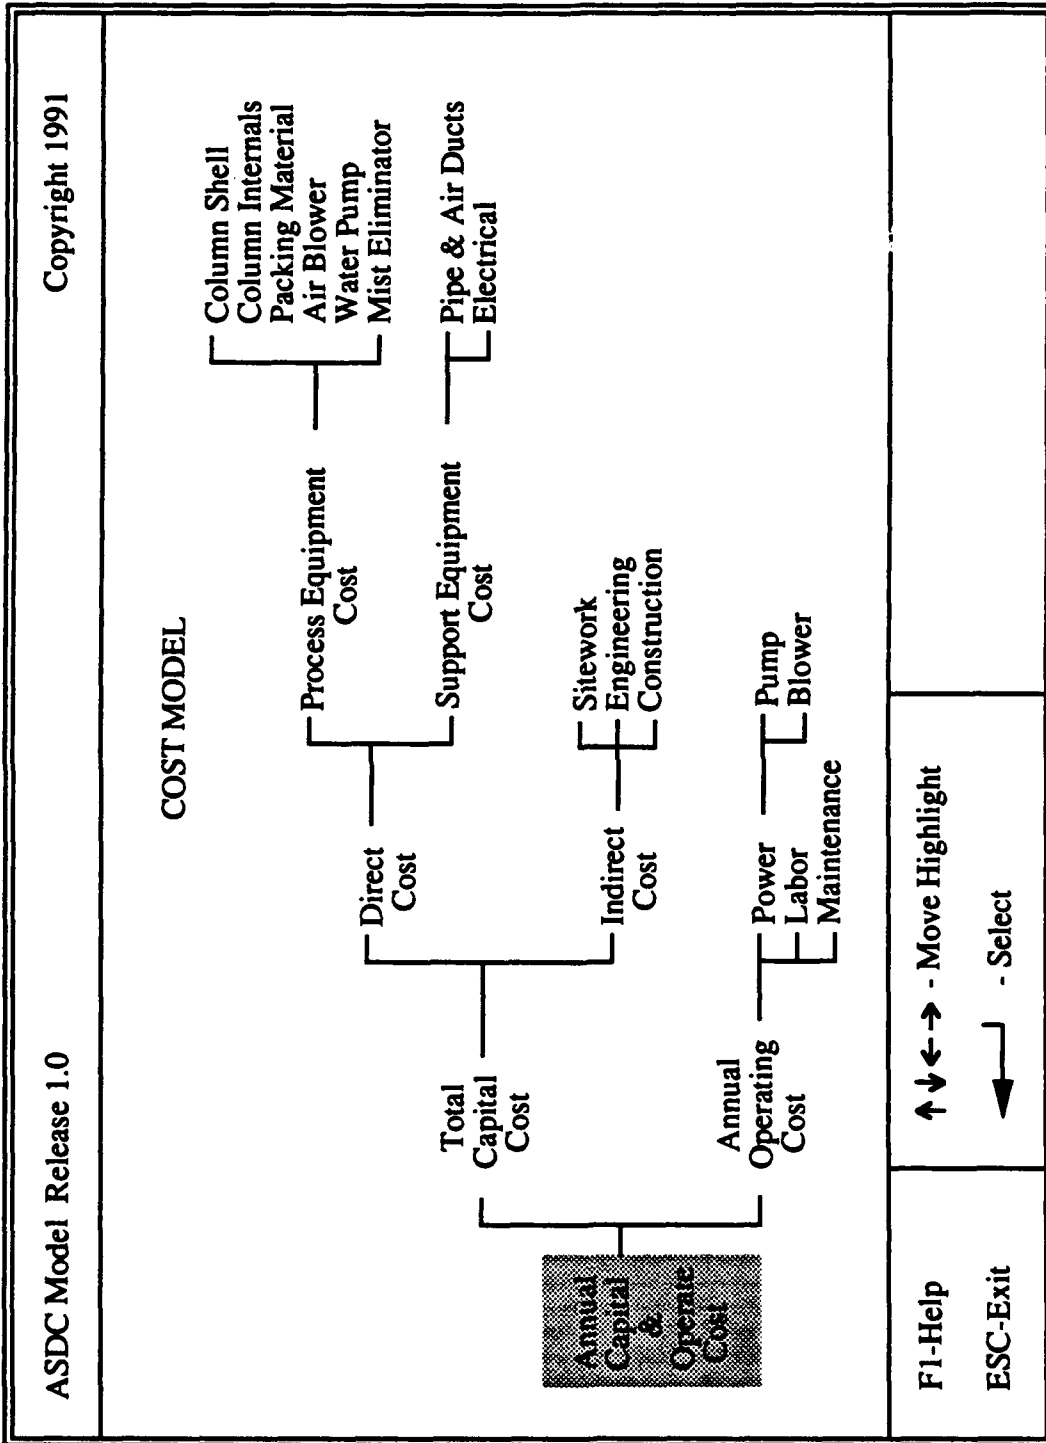 ASDC Model Release 1.0
Copyright 1991
COST MODEL
Annual
Capital
&
Operate
Cost
Total
Capital
Cost
Direct
Cost
Process Equipment
Cost
Column Shell
Column Internals
Packing Material
Air Blower
Water Pump
Mist Eliminator
Support Equipment
Cost
Pipe & Air Ducts
Electrical
Indirect
Cost
Sitework
Engineering
Construction
Annual
Operating
Cost
Power
Labor
Maintenance
Pump
Blower
F1-Help
↑↓←→ - Move Highlight
ESC-Exit
- Select